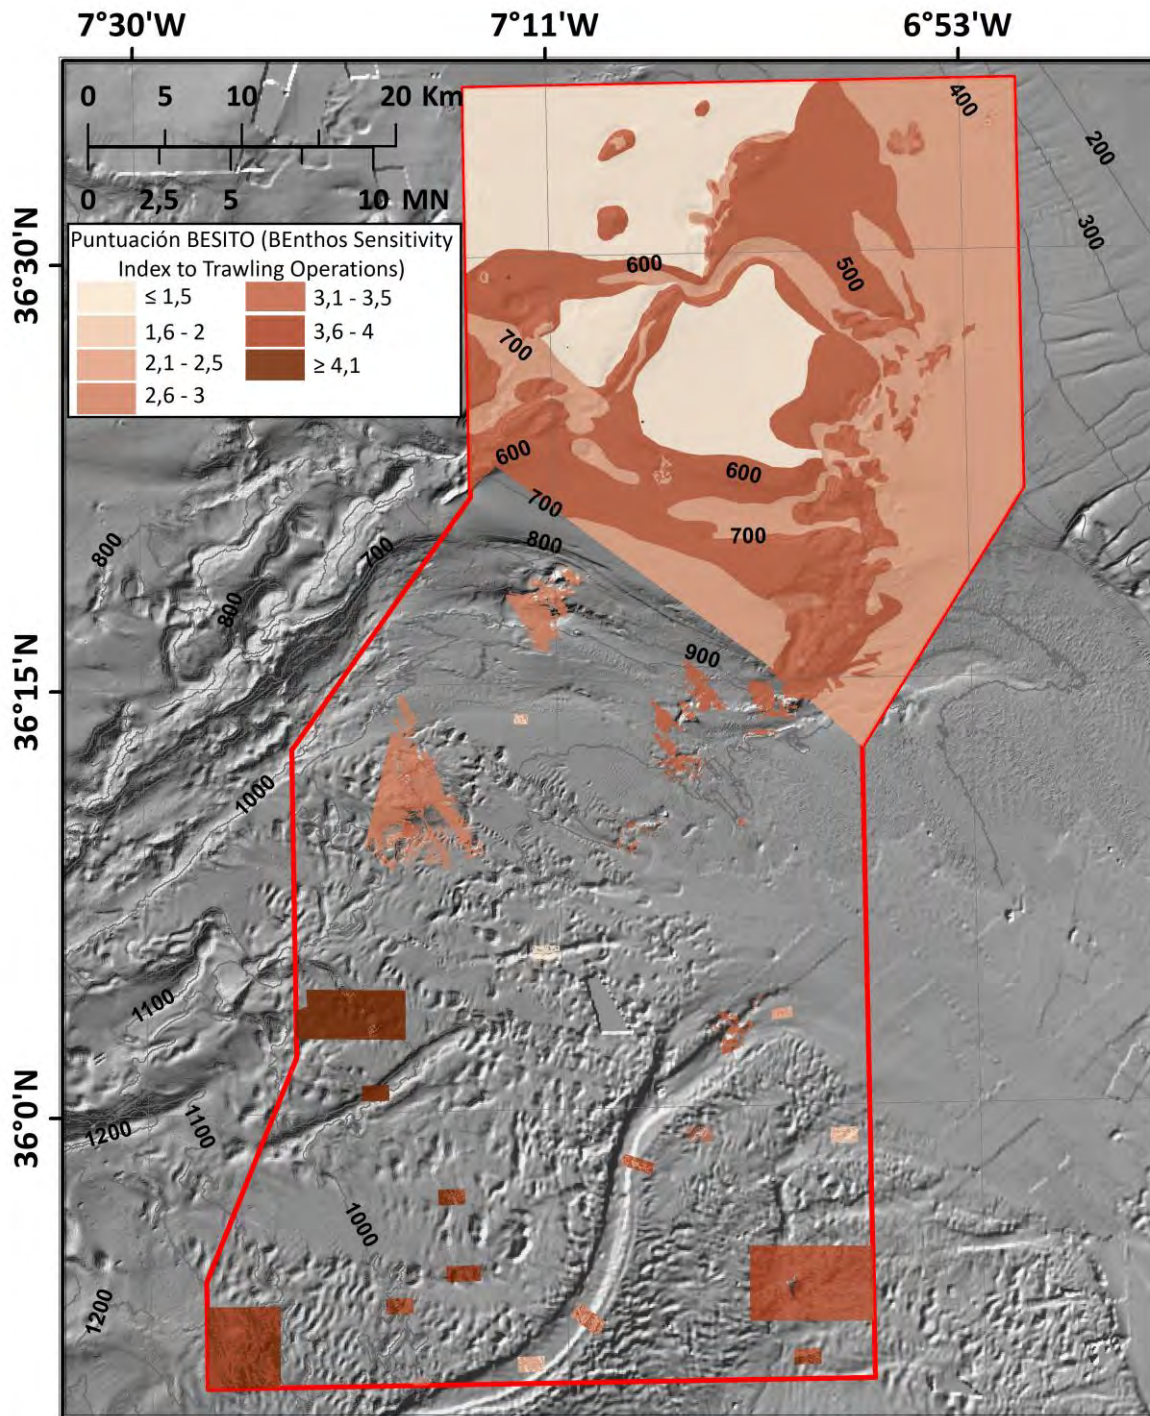 7°30'W 7°11'W 6°53'W
0 5 10 20 Km
0 2,5 5 10 MN
Puntuación BESITO (BEnthos Sensitivity
Index to Trawling Operations)
≤ 1,5 3,1 - 3,5
1,6 - 2 3,6 - 4
2,1 - 2,5 ≥ 4,1
2,6 - 3
36°30'N
36°15'N
36°0'N
400
200
300
600
500
700
600
600
700
700
800
800
700
800
900
1000
1100
1200
1100
1000
1200